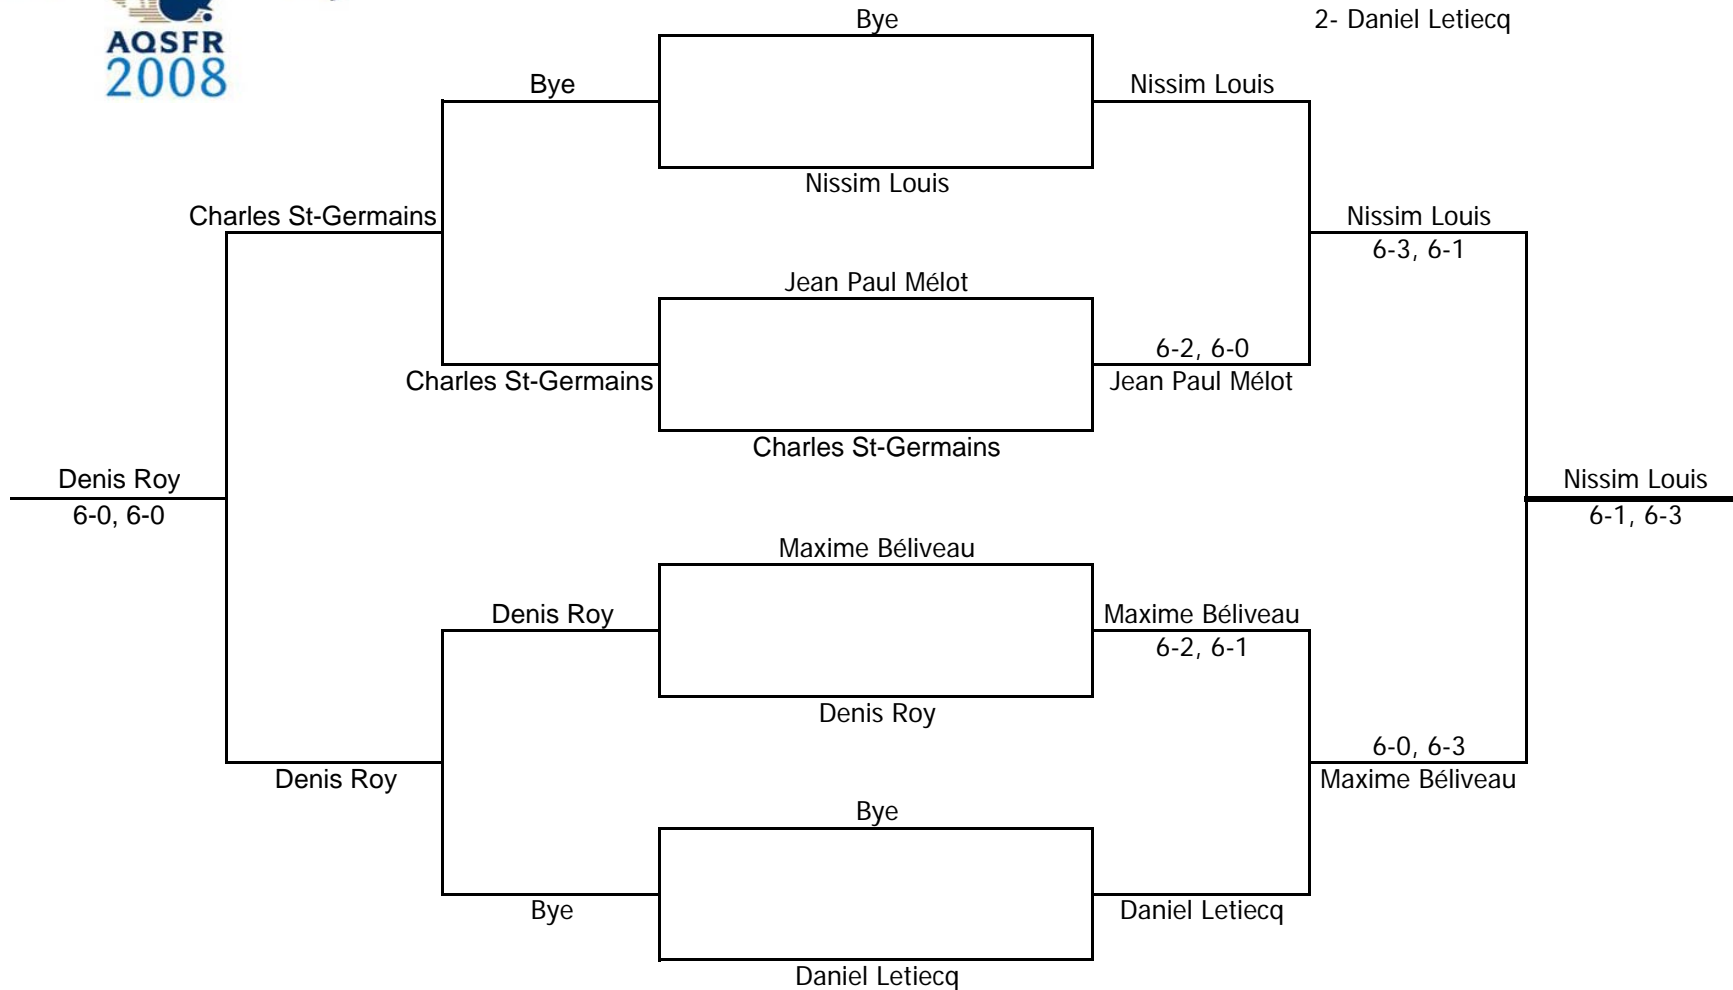 AQSFR
2008
Bye
2- Daniel Letiecq
Bye
Nissim Louis
Nissim Louis
Charles St-Germains
Nissim Louis
6-3, 6-1
Jean Paul Mélot
6-2, 6-0
Charles St-Germains
Jean Paul Mélot
Charles St-Germains
Denis Roy
6-0, 6-0
Nissim Louis
6-1, 6-3
Maxime Béliveau
Denis Roy
Maxime Béliveau
6-2, 6-1
Denis Roy
6-0, 6-3
Denis Roy
Maxime Béliveau
Bye
Bye
Daniel Letiecq
Daniel Letiecq